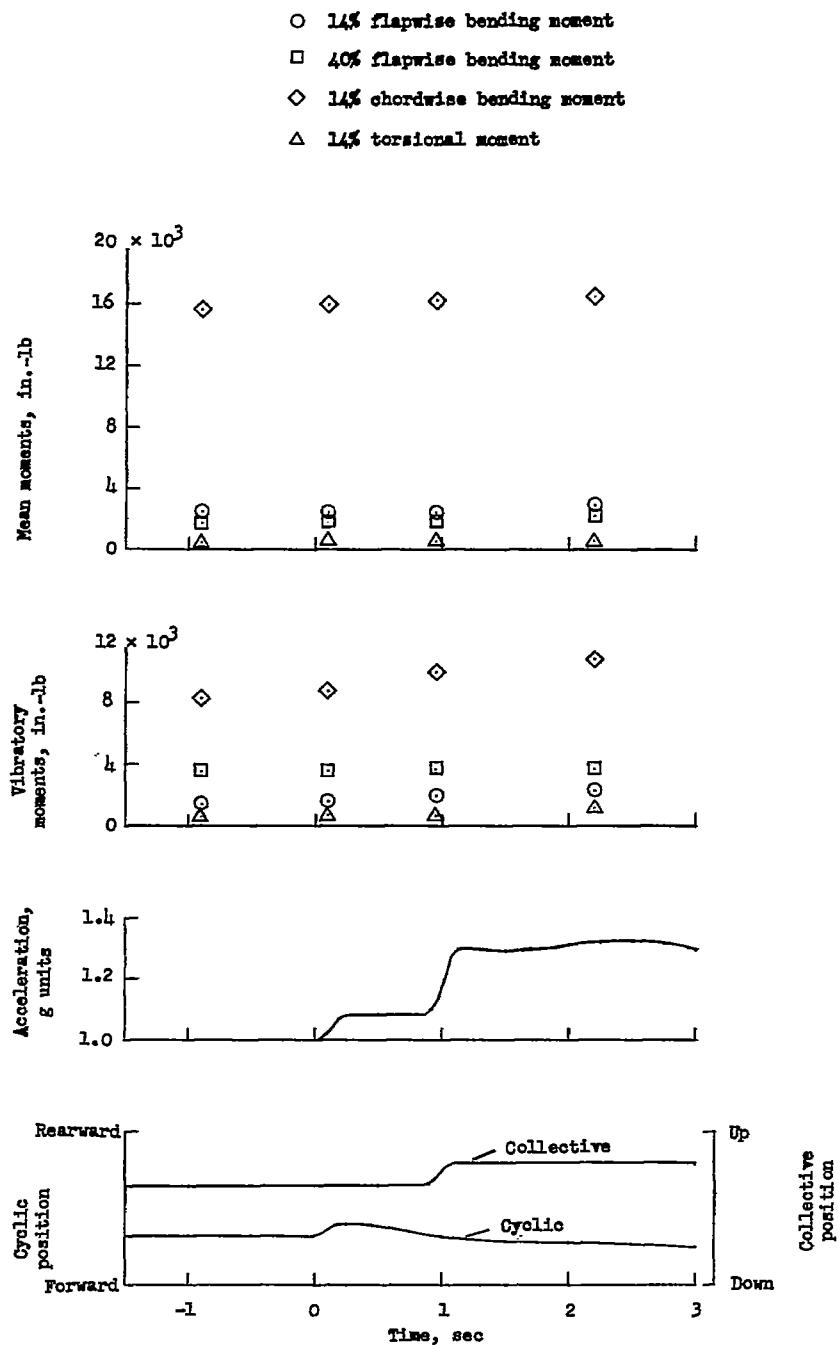 14% flapwise bending moment
40% flapwise bending moment
14% chordwise bending moment
14% torsional moment
20 × 10³
16
12
8
4
0
Mean moments, in.-lb
12 × 10³
8
4
0
Vibratory
moments, in.-lb
1.4
1.2
1.0
Acceleration,
g units
Rearward
Forward
Cyclic
position
Collective
Cyclic
Up
Down
Collective
position
-1
0
1
2
3
Time, sec